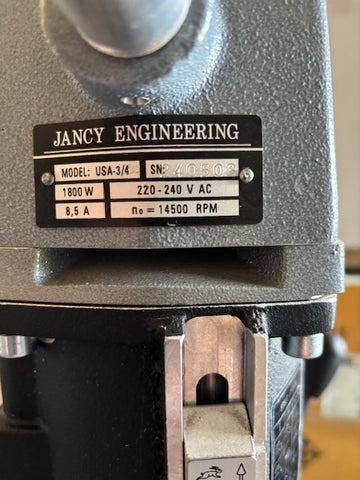 JANCY ENGINEERING
MODEL: USA-3/4 SN:
1800 W 220-240 V AC
8,5 A n₀ = 14500 RPM